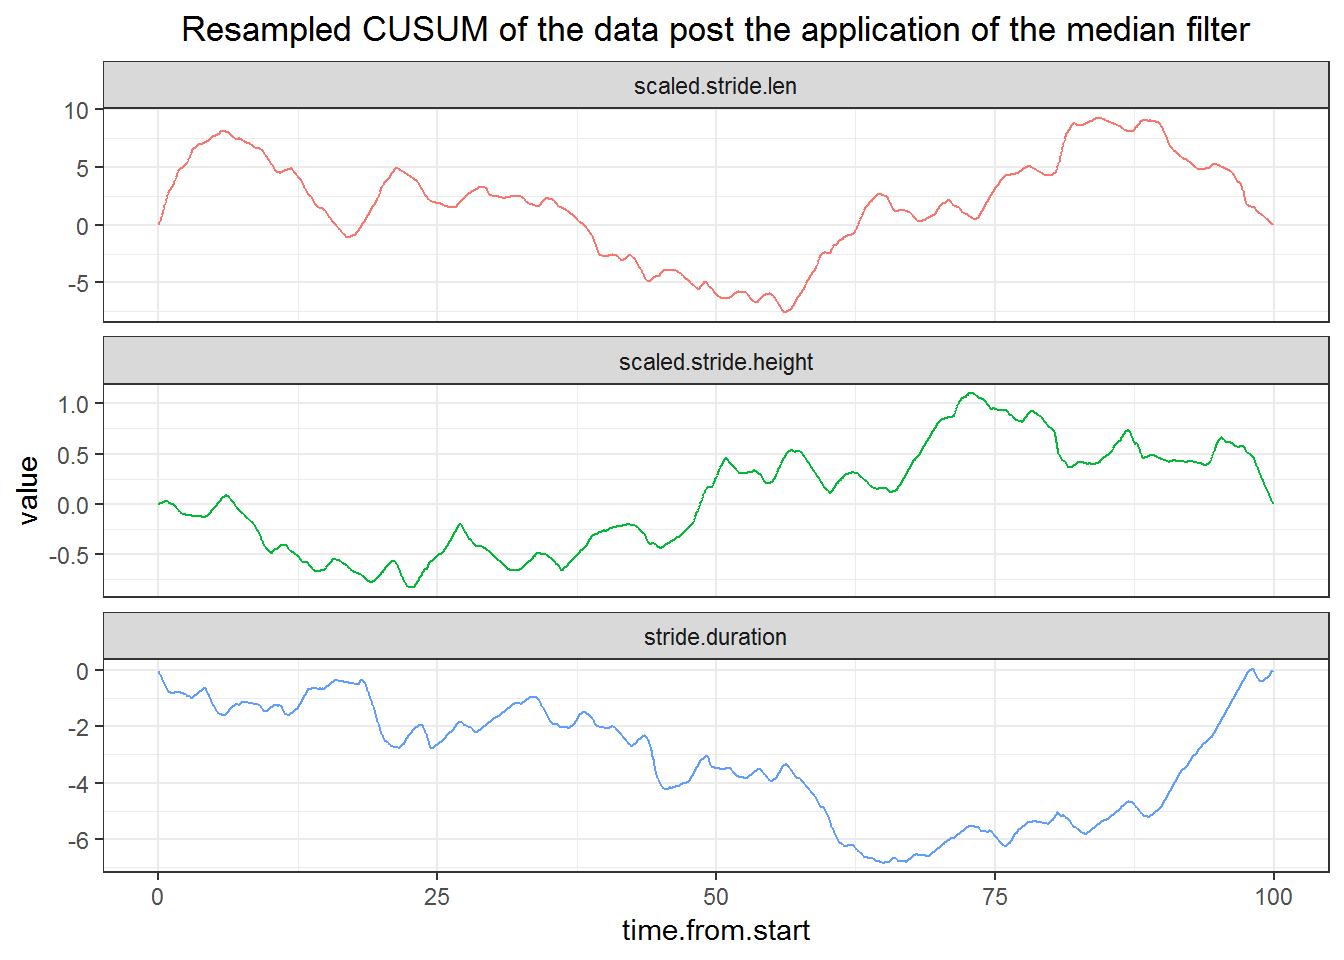 Resampled CUSUM of the data post the application of the median filter
scaled.stride.len
10
5
0
-5
scaled.stride.height
1.0
0.5
0.0
-0.5
value
stride.duration
0
-2
-4
-6
0 25 50 75 100
time.from.start